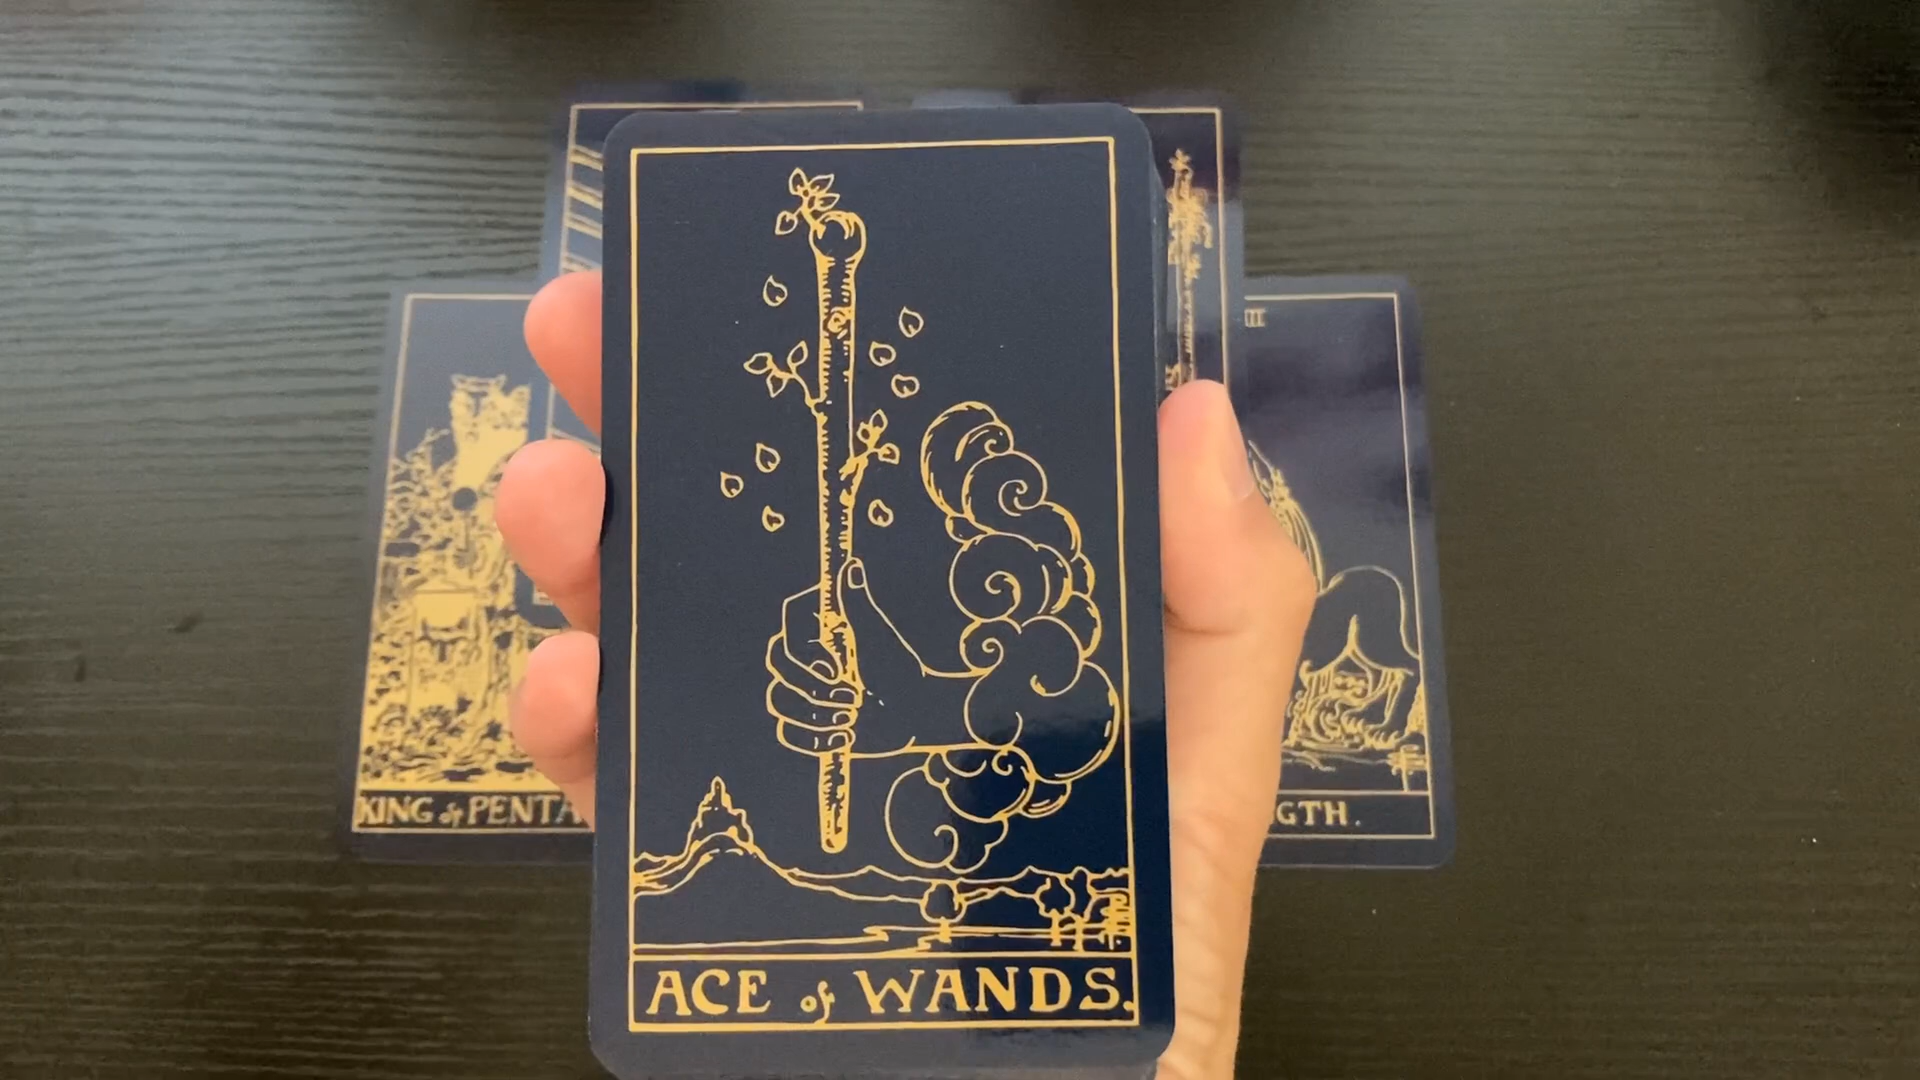 ACE of WANDS.
KING of PENTA
GTH.